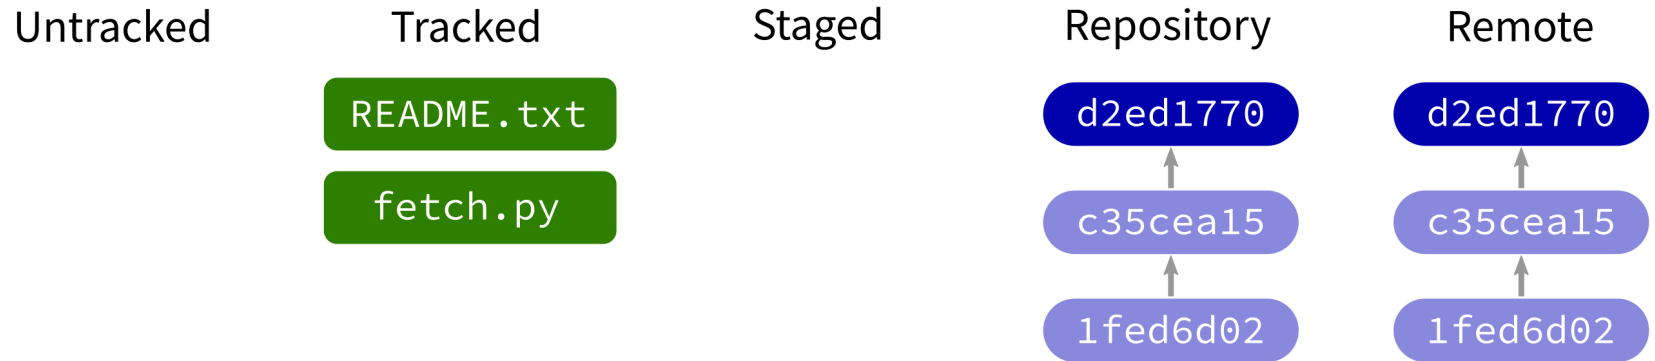 Untracked Tracked Staged Repository Remote
README.txt d2ed1770 d2ed1770
fetch.py c35cea15 c35cea15
1fed6d02 1fed6d02